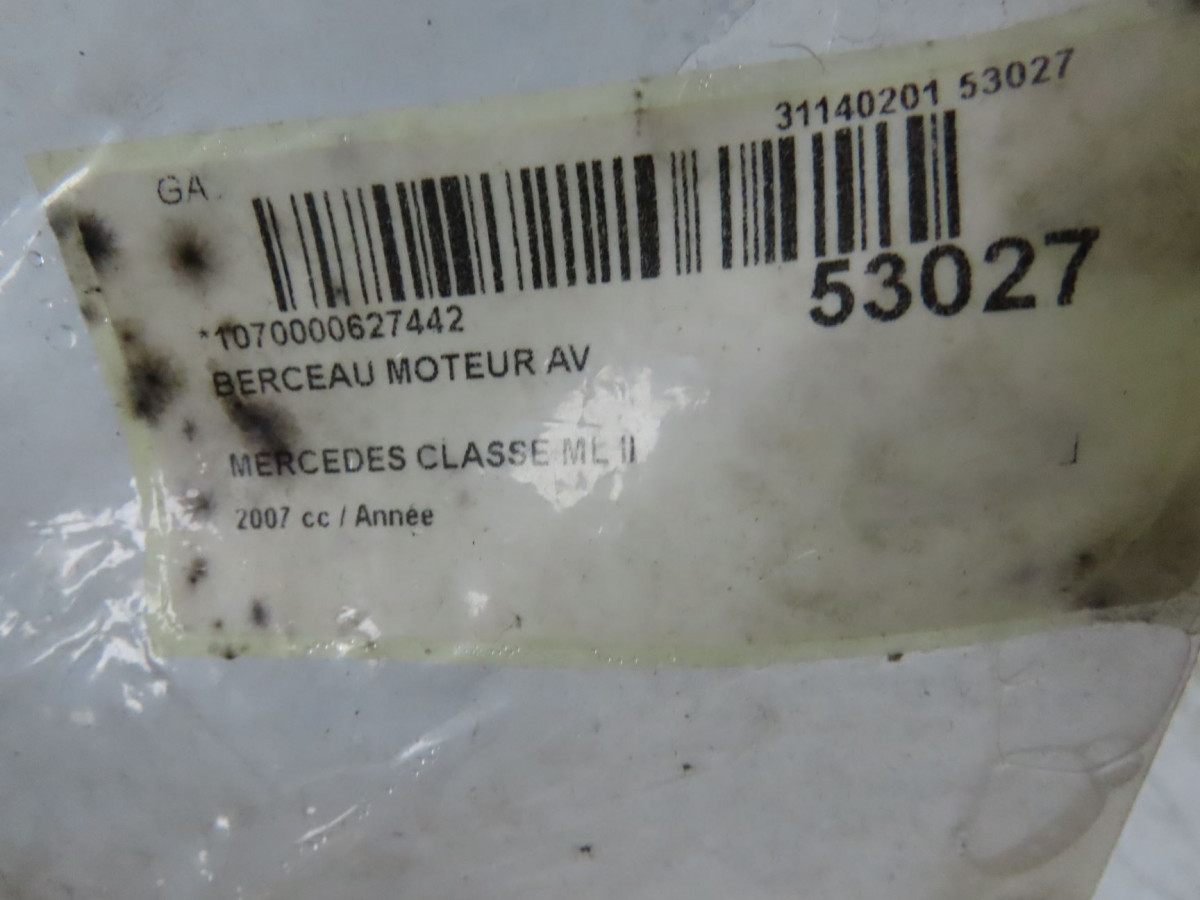 31140201 53027
GA.
53027
*1070000627442
BERCEAU MOTEUR AV
MERCEDES CLASSE ML II
2007 cc / Année